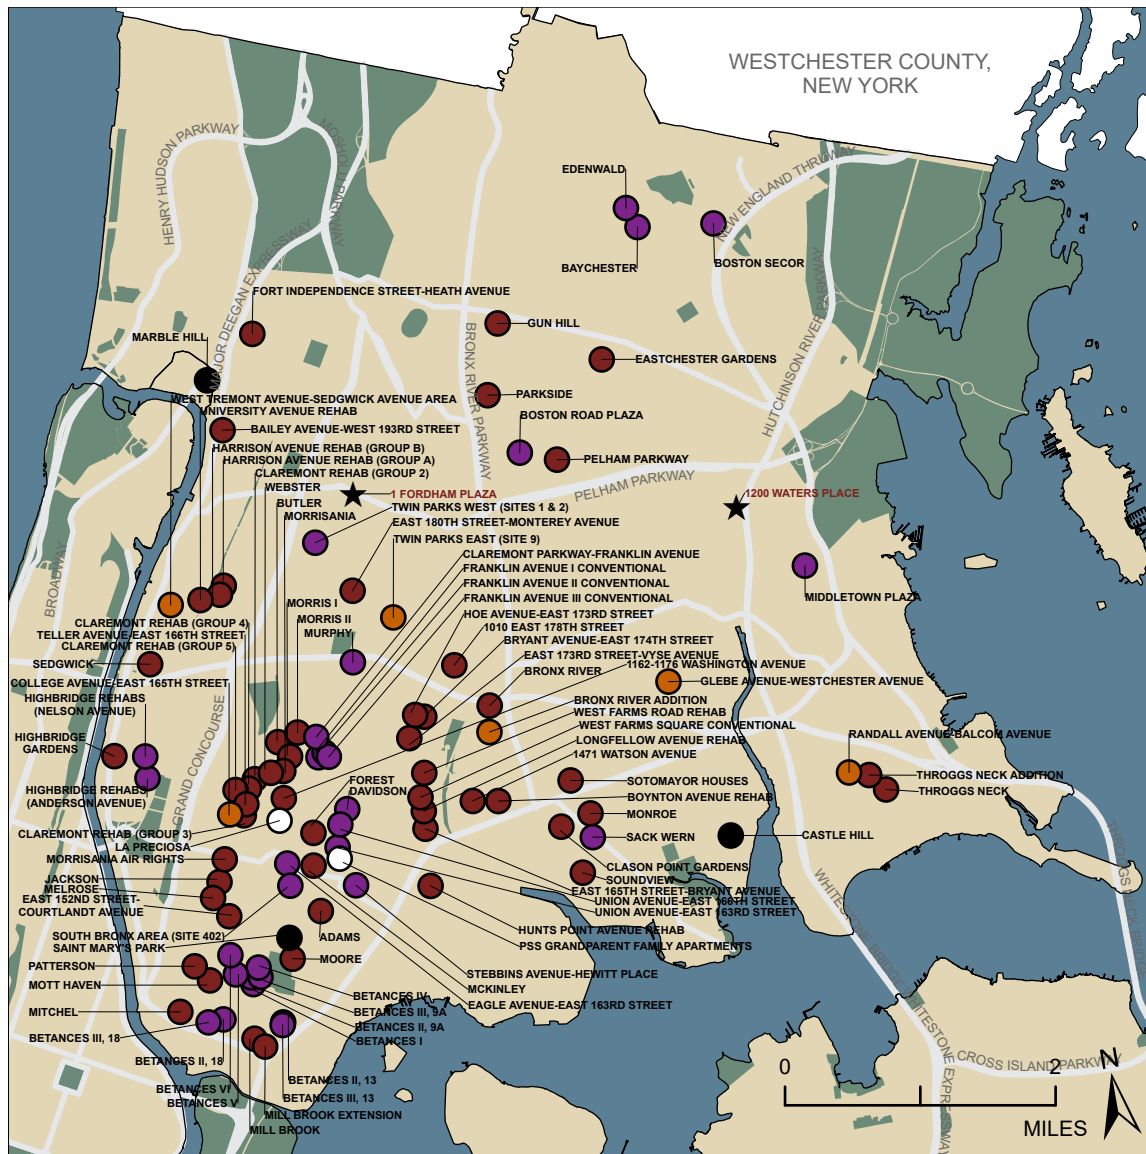 WESTCHESTER COUNTY,
NEW YORK
HENRY HUDSON PARKWAY
MOSHOLU PARKWAY
MAJOR DEEGAN EXPRESSWAY
NEW ENGLAND THRUWAY
HUTCHINSON RIVER PARKWAY
BRONX RIVER PARKWAY
PELHAM PARKWAY
BROADWAY
GRAND CONCOURSE
EDENWALD
BAYCHESTER
BOSTON SECOR
FORT INDEPENDENCE STREET-HEATH AVENUE
MARBLE HILL
GUN HILL
EASTCHESTER GARDENS
PARKSIDE
BOSTON ROAD PLAZA
PELHAM PARKWAY
WEST TREMONT AVENUE-SEDGWICK AVENUE AREA
UNIVERSITY AVENUE REHAB
BAILEY AVENUE-WEST 193RD STREET
HARRISON AVENUE REHAB (GROUP B)
HARRISON AVENUE REHAB (GROUP A)
CLAREMONT REHAB (GROUP 2)
WEBSTER
BUTLER
MORRISANIA
1 FORDHAM PLAZA
1200 WATERS PLACE
TWIN PARKS WEST (SITES 1 & 2)
EAST 180TH STREET-MONTEREY AVENUE
TWIN PARKS EAST (SITE 9)
CLAREMONT PARKWAY-FRANKLIN AVENUE
FRANKLIN AVENUE I CONVENTIONAL
FRANKLIN AVENUE II CONVENTIONAL
FRANKLIN AVENUE III CONVENTIONAL
HOE AVENUE-EAST 173RD STREET
1010 EAST 178TH STREET
BRYANT AVENUE-EAST 174TH STREET
EAST 173RD STREET-VYSE AVENUE
1162-1176 WASHINGTON AVENUE
BRONX RIVER
GLEBE AVENUE-WESTCHESTER AVENUE
MIDDLETOWN PLAZA
MORRIS I
MORRIS II
MURPHY
CLAREMONT REHAB (GROUP 4)
TELLER AVENUE-EAST 166TH STREET
CLAREMONT REHAB (GROUP 5)
SEDGWICK
COLLEGE AVENUE-EAST 165TH STREET
HIGHBRIDGE REHABS
(NELSON AVENUE)
HIGHBRIDGE
GARDENS
HIGHBRIDGE REHABS
(ANDERSON AVENUE)
BRONX RIVER ADDITION
WEST FARMS ROAD REHAB
WEST FARMS SQUARE CONVENTIONAL
LONGFELLOW AVENUE REHAB
1471 WATSON AVENUE
RANDALL AVENUE-BALCOM AVENUE
THROGGS NECK ADDITION
THROGGS NECK
FOREST
DAVIDSON
SOTOMAYOR HOUSES
BOYNTON AVENUE REHAB
MONROE
SACK WERN
CASTLE HILL
CLASON POINT GARDENS
SOUNDVIEW
CLAREMONT REHAB (GROUP 3)
LA PRECIOSA
MORRISANIA AIR RIGHTS
JACKSON
MELROSE
EAST 152ND STREET-
COURTLANDT AVENUE
EAST 165TH STREET-BRYANT AVENUE
UNION AVENUE-EAST 166TH STREET
UNION AVENUE-EAST 163RD STREET
HUNTS POINT AVENUE REHAB
PSS GRANDPARENT FAMILY APARTMENTS
SOUTH BRONX AREA (SITE 402)
SAINT MARY'S PARK
ADAMS
MOORE
PATTERSON
MOTT HAVEN
STEBBINS AVENUE-HEWITT PLACE
MCKINLEY
EAGLE AVENUE-EAST 163RD STREET
MITCHEL
BETANCES IV
BETANCES III, 9A
BETANCES II, 9A
BETANCES I
BETANCES III, 18
BETANCES II, 18
BETANCES VI
BETANCES V
BETANCES II, 13
BETANCES III, 13
MILL BROOK EXTENSION
MILL BROOK
THROGS NECK BRIDGE
WHITESTONE BRIDGE
WHITESTONE EXPRESSWAY
CROSS ISLAND PARKWAY
0 2
MILES
N